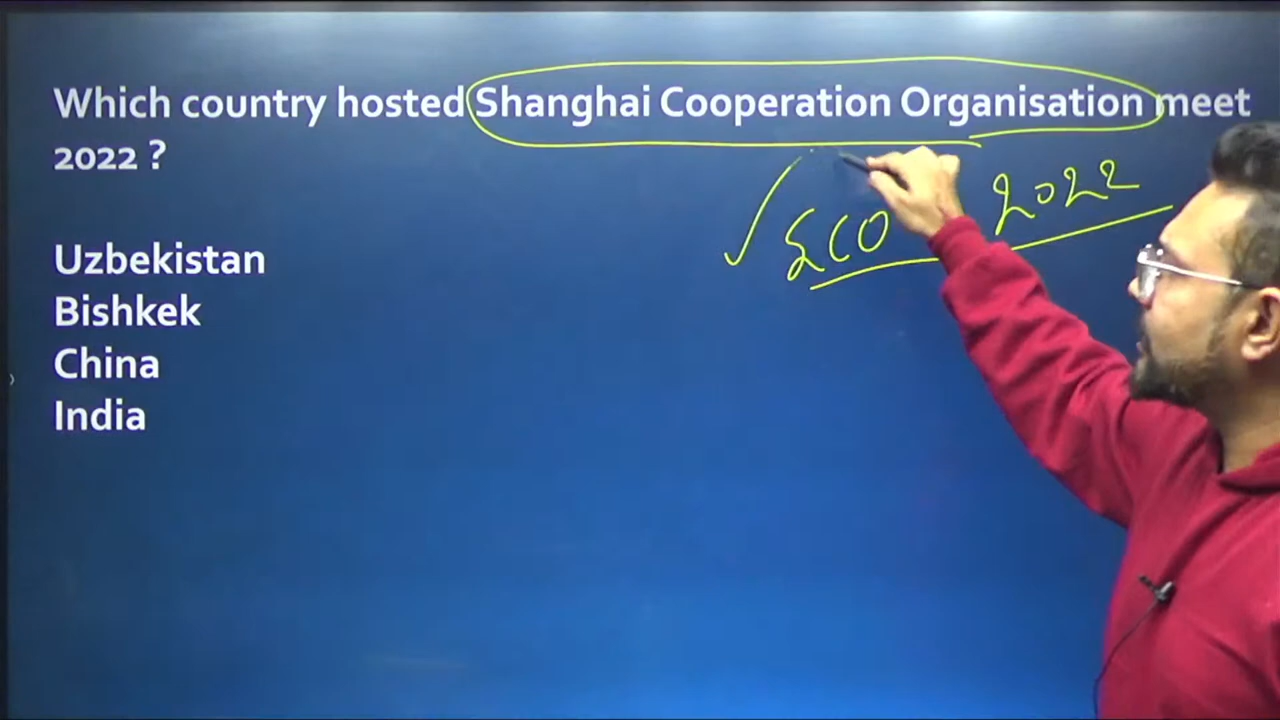 Which country hosted Shanghai Cooperation Organisation meet
2022 ?
SCO 2022
Uzbekistan
Bishkek
China
India